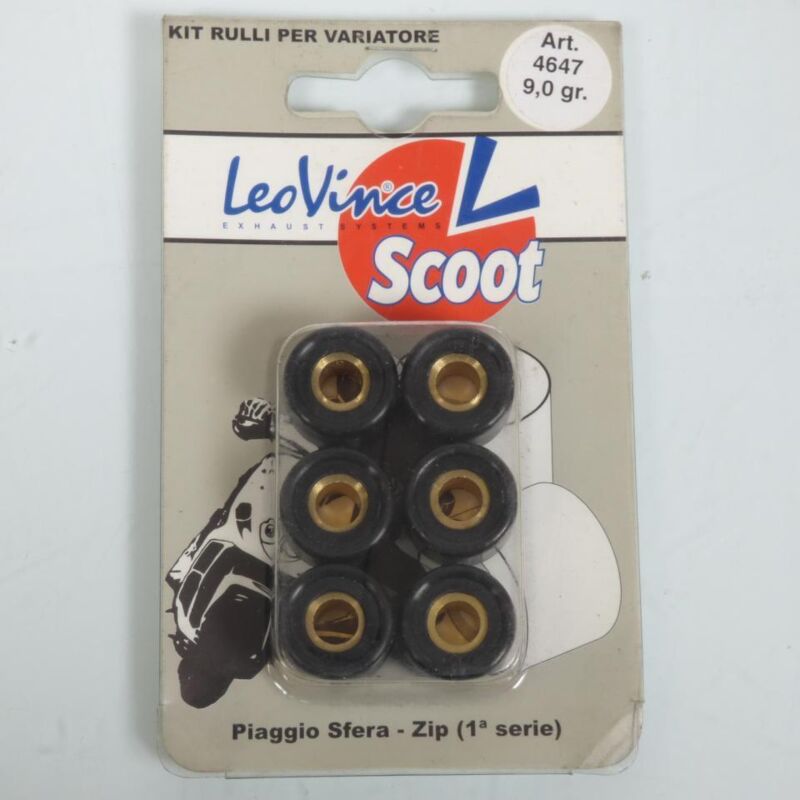 KIT RULLI PER VARIATORE
Art.
4647
9,0 gr.
LeoVince®
EXHAUST SYSTEMS
Scoot
Piaggio Sfera - Zip (1ª serie)